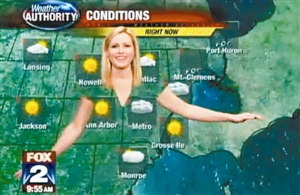 Weather
AUTHORITY
CONDITIONS
RIGHT NOW
Port Huron
Lansing
Howell
Pontiac
Mt. Clemens
Jackson
Ann Arbor
Metro
Grosse Ile
Monroe
FOX
2
9:55 AM